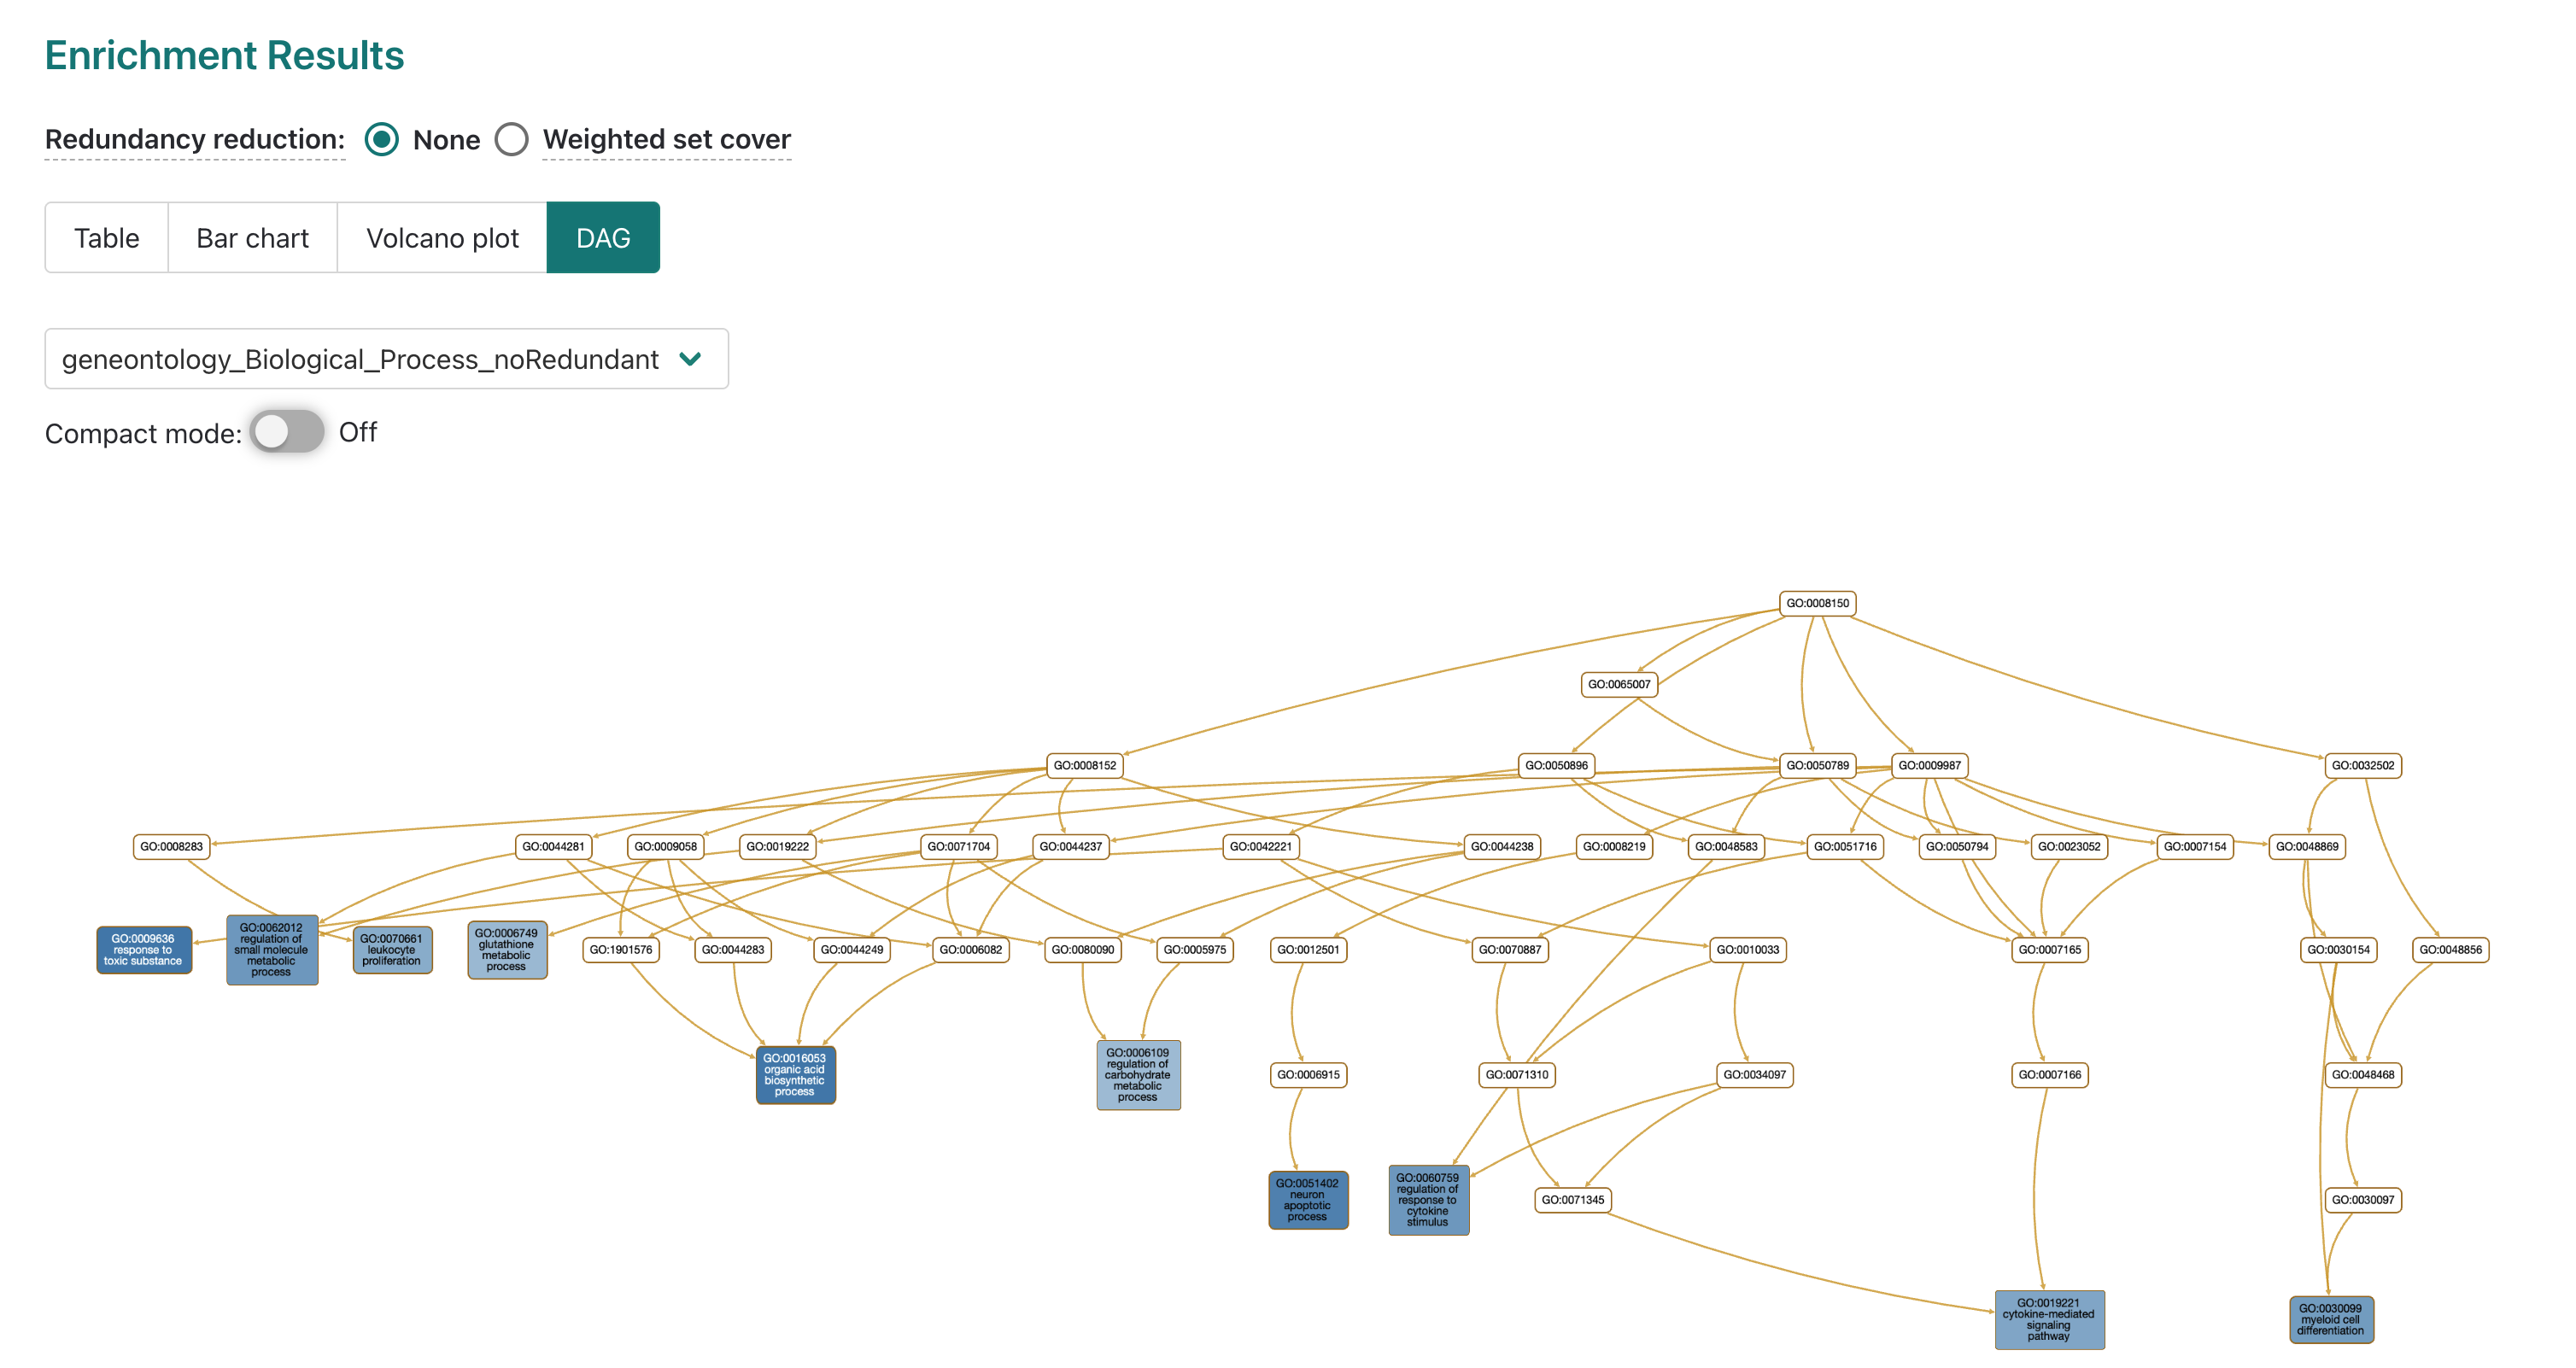 Enrichment Results
Redundancy reduction: None Weighted set cover
Table Bar chart Volcano plot DAG
geneontology_Biological_Process_noRedundant
Compact mode: Off
GO:0008150
GO:0065007
GO:0008152 GO:0050896 GO:0050789 GO:0009987 GO:0032502
GO:0008283 GO:0044281 GO:0009058 GO:0019222 GO:0071704 GO:0044237 GO:0042221 GO:0044238 GO:0008219 GO:0048583 GO:0051716 GO:0050794 GO:0023052 GO:0007154 GO:0048869
GO:0009636
response to
toxic substance
GO:0062012
regulation of
small molecule
metabolic
process
GO:0070661
leukocyte
proliferation
GO:0006749
glutathione
metabolic
process
GO:1901576 GO:0044283 GO:0044249 GO:0006082 GO:0080090 GO:0005975 GO:0012501 GO:0070887 GO:0010033 GO:0007165 GO:0030154 GO:0048856
GO:0016053
organic acid
biosynthetic
process
GO:0006109
regulation of
carbohydrate
metabolic
process
GO:0006915 GO:0071310 GO:0034097 GO:0007166 GO:0048468
GO:0051402
neuron
apoptotic
process
GO:0060759
regulation of
response to
cytokine
stimulus
GO:0071345 GO:0030097
GO:0019221
cytokine-mediated
signaling
pathway
GO:0030099
myeloid cell
differentiation